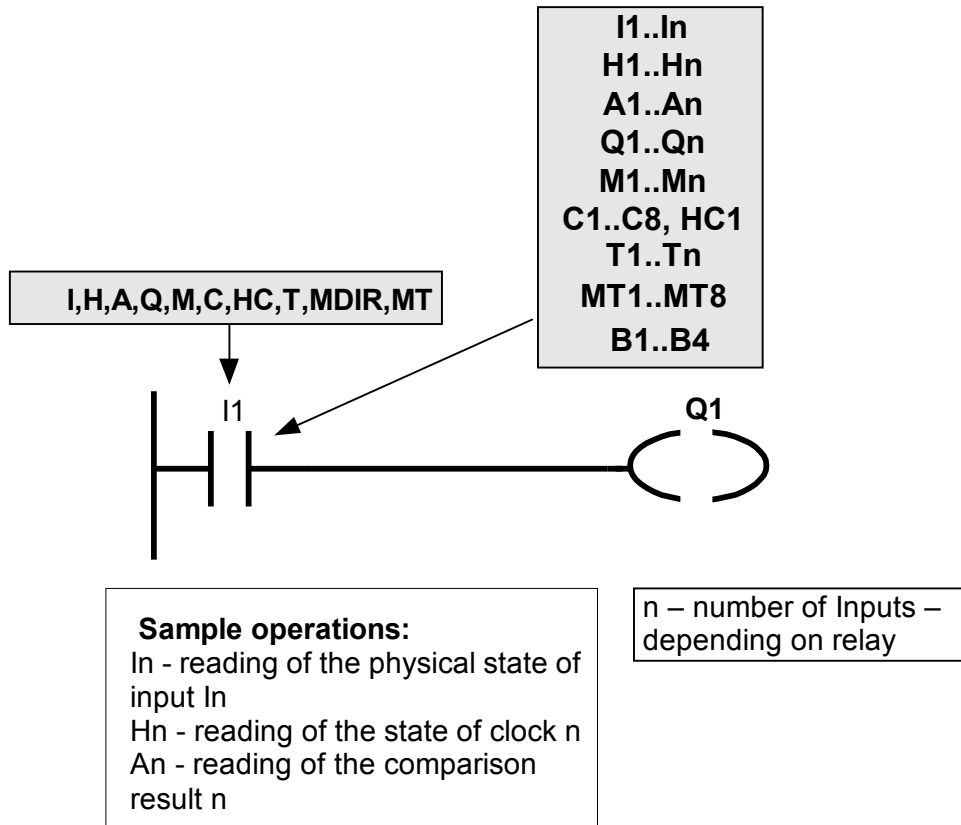 I1..In
H1..Hn
A1..An
Q1..Qn
M1..Mn
C1..C8, HC1
T1..Tn
MT1..MT8
B1..B4
I,H,A,Q,M,C,HC,T,MDIR,MT
I1
Q1
Sample operations:
In - reading of the physical state of
input In
Hn - reading of the state of clock n
An - reading of the comparison
result n
n – number of Inputs –
depending on relay